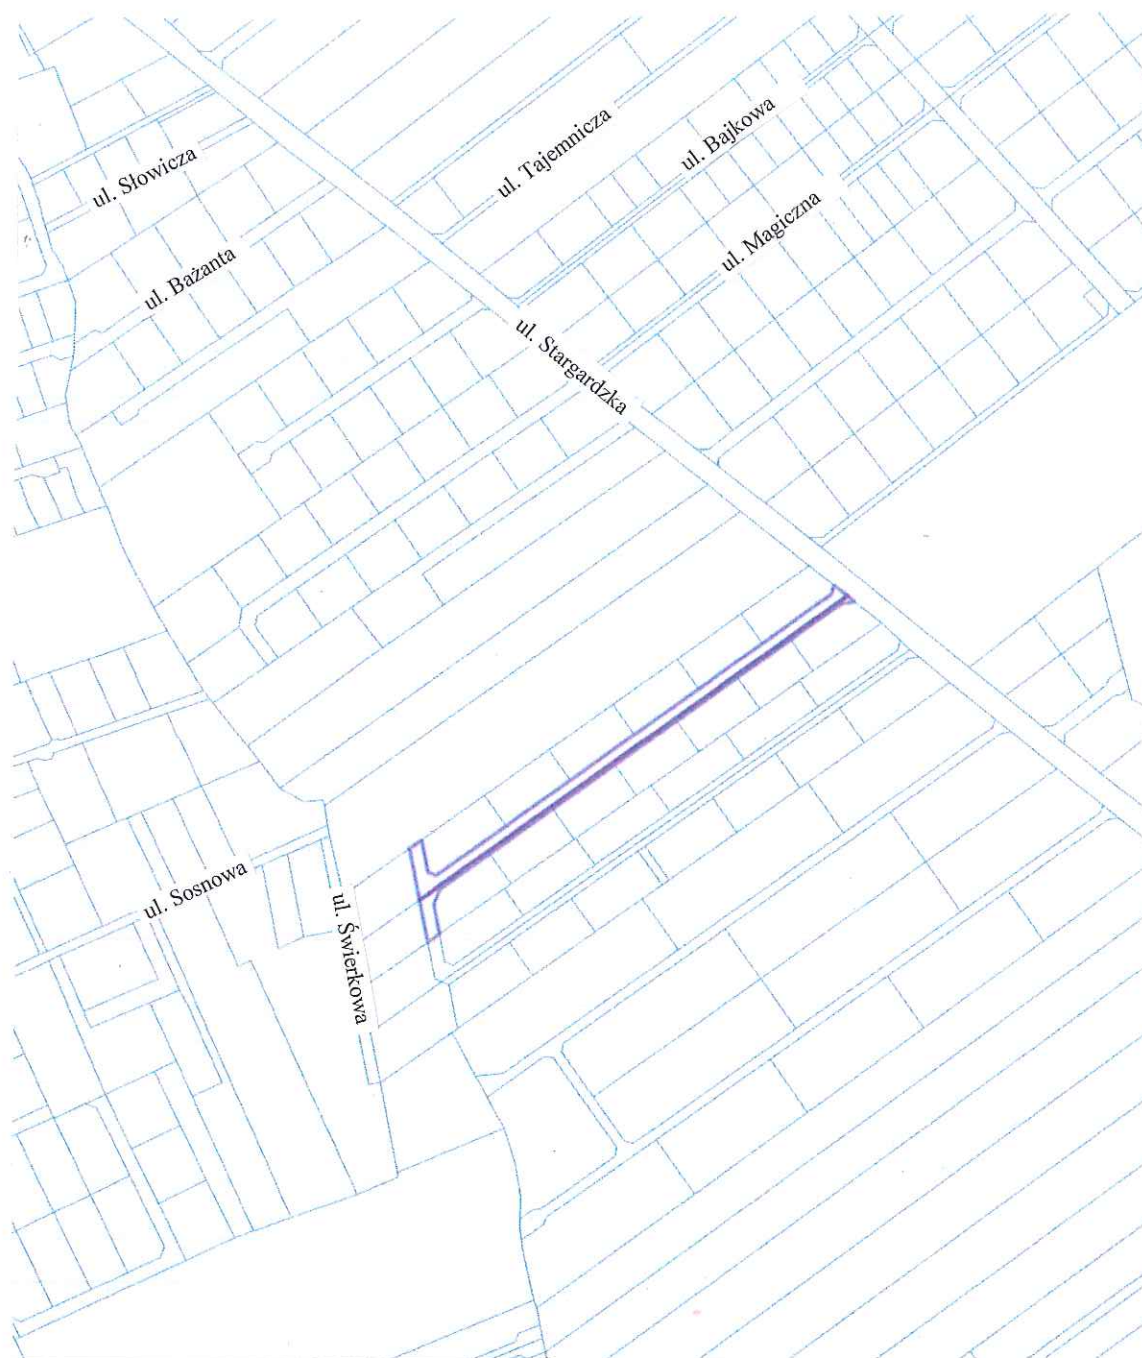 ul. Słowicza
ul. Tajemnicza
ul. Bajkowa
ul. Magiczna
ul. Bażanta
ul. Stargardzka
ul. Sosnowa
ul. Świerkowa